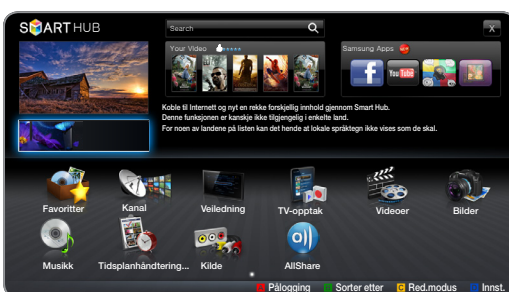 SMART HUB
Search
X
Your Video
Samsung Apps
f
You Tube
Koble til Internett og nyt en rekke forskjellig innhold gjennom Smart Hub.
Denne funksjonen er kanskje ikke tilgjengelig i enkelte land.
For noen av landene på listen kan det hende at lokale språktegn ikke vises som de skal.
Favoritter
Kanal
Veiledning
TV-opptak
Videoer
Bilder
Musikk
Tidsplanhåndtering...
Kilde
AllShare
A Pålogging
Sorter etter
C Red.modus
Innst.